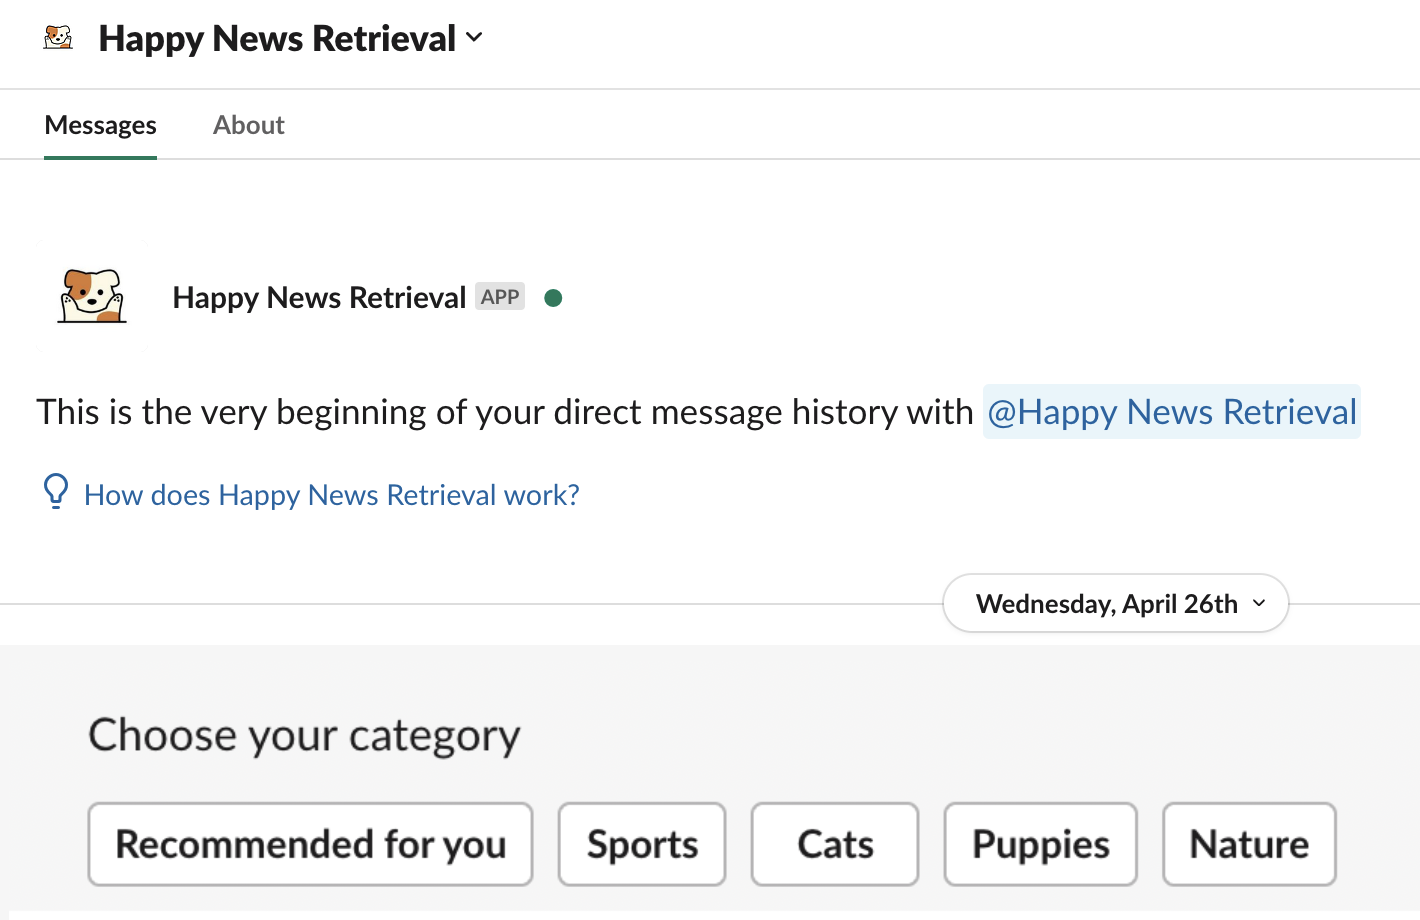 Happy News Retrieval
Messages About
Happy News Retrieval APP
This is the very beginning of your direct message history with @Happy News Retrieval
How does Happy News Retrieval work?
Wednesday, April 26th
Choose your category
Recommended for you Sports Cats Puppies Nature